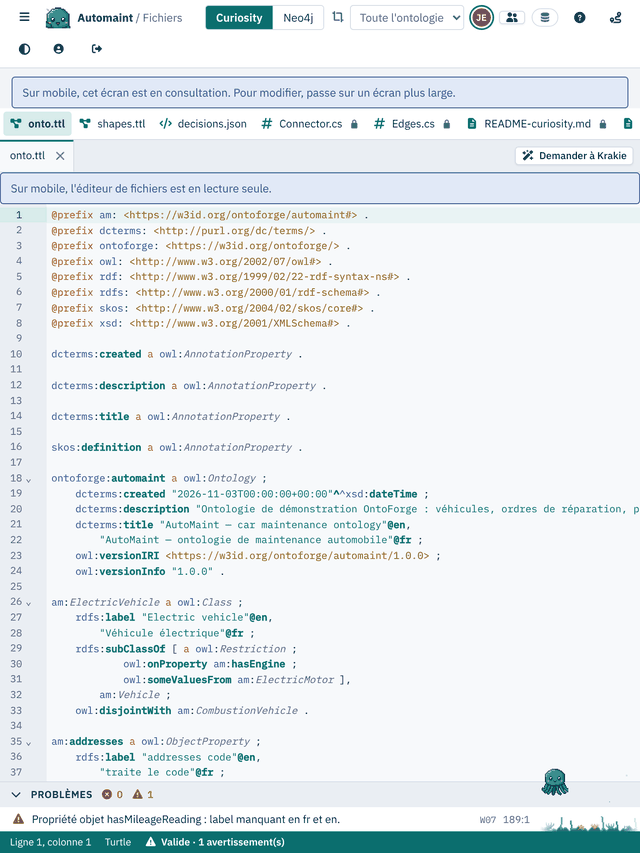 Automaint / Fichiers Curiosity Neo4j Toute l'ontologie JE
Sur mobile, cet écran est en consultation. Pour modifier, passe sur un écran plus large.
onto.ttl shapes.ttl decisions.json Connector.cs Edges.cs README-curiosity.md
onto.ttl Demander à Krakie
Sur mobile, l'éditeur de fichiers est en lecture seule.
1 @prefix am: <https://w3id.org/ontoforge/automaint#> .
2 @prefix dcterms: <http://purl.org/dc/terms/> .
3 @prefix ontoforge: <https://w3id.org/ontoforge/> .
4 @prefix owl: <http://www.w3.org/2002/07/owl#> .
5 @prefix rdf: <http://www.w3.org/1999/02/22-rdf-syntax-ns#> .
6 @prefix rdfs: <http://www.w3.org/2000/01/rdf-schema#> .
7 @prefix skos: <http://www.w3.org/2004/02/skos/core#> .
8 @prefix xsd: <http://www.w3.org/2001/XMLSchema#> .
9
10 dcterms:created a owl:AnnotationProperty .
11
12 dcterms:description a owl:AnnotationProperty .
13
14 dcterms:title a owl:AnnotationProperty .
15
16 skos:definition a owl:AnnotationProperty .
17
18 ontoforge:automaint a owl:Ontology ;
19 dcterms:created "2026-11-03T00:00:00+00:00"^^xsd:dateTime ;
20 dcterms:description "Ontologie de démonstration OntoForge : véhicules, ordres de réparation, p
21 dcterms:title "AutoMaint — car maintenance ontology"@en,
22 "AutoMaint — ontologie de maintenance automobile"@fr ;
23 owl:versionIRI <https://w3id.org/ontoforge/automaint/1.0.0> ;
24 owl:versionInfo "1.0.0" .
25
26 am:ElectricVehicle a owl:Class ;
27 rdfs:label "Electric vehicle"@en,
28 "Véhicule électrique"@fr ;
29 rdfs:subClassOf [ a owl:Restriction ;
30 owl:onProperty am:hasEngine ;
31 owl:someValuesFrom am:ElectricMotor ],
32 am:Vehicle ;
33 owl:disjointWith am:CombustionVehicle .
34
35 am:addresses a owl:ObjectProperty ;
36 rdfs:label "addresses code"@en,
37 "traite le code"@fr ;
PROBLÈMES 0 1
Propriété objet hasMileageReading : label manquant en fr et en. W07 189:1
Ligne 1, colonne 1 Turtle Valide · 1 avertissement(s)